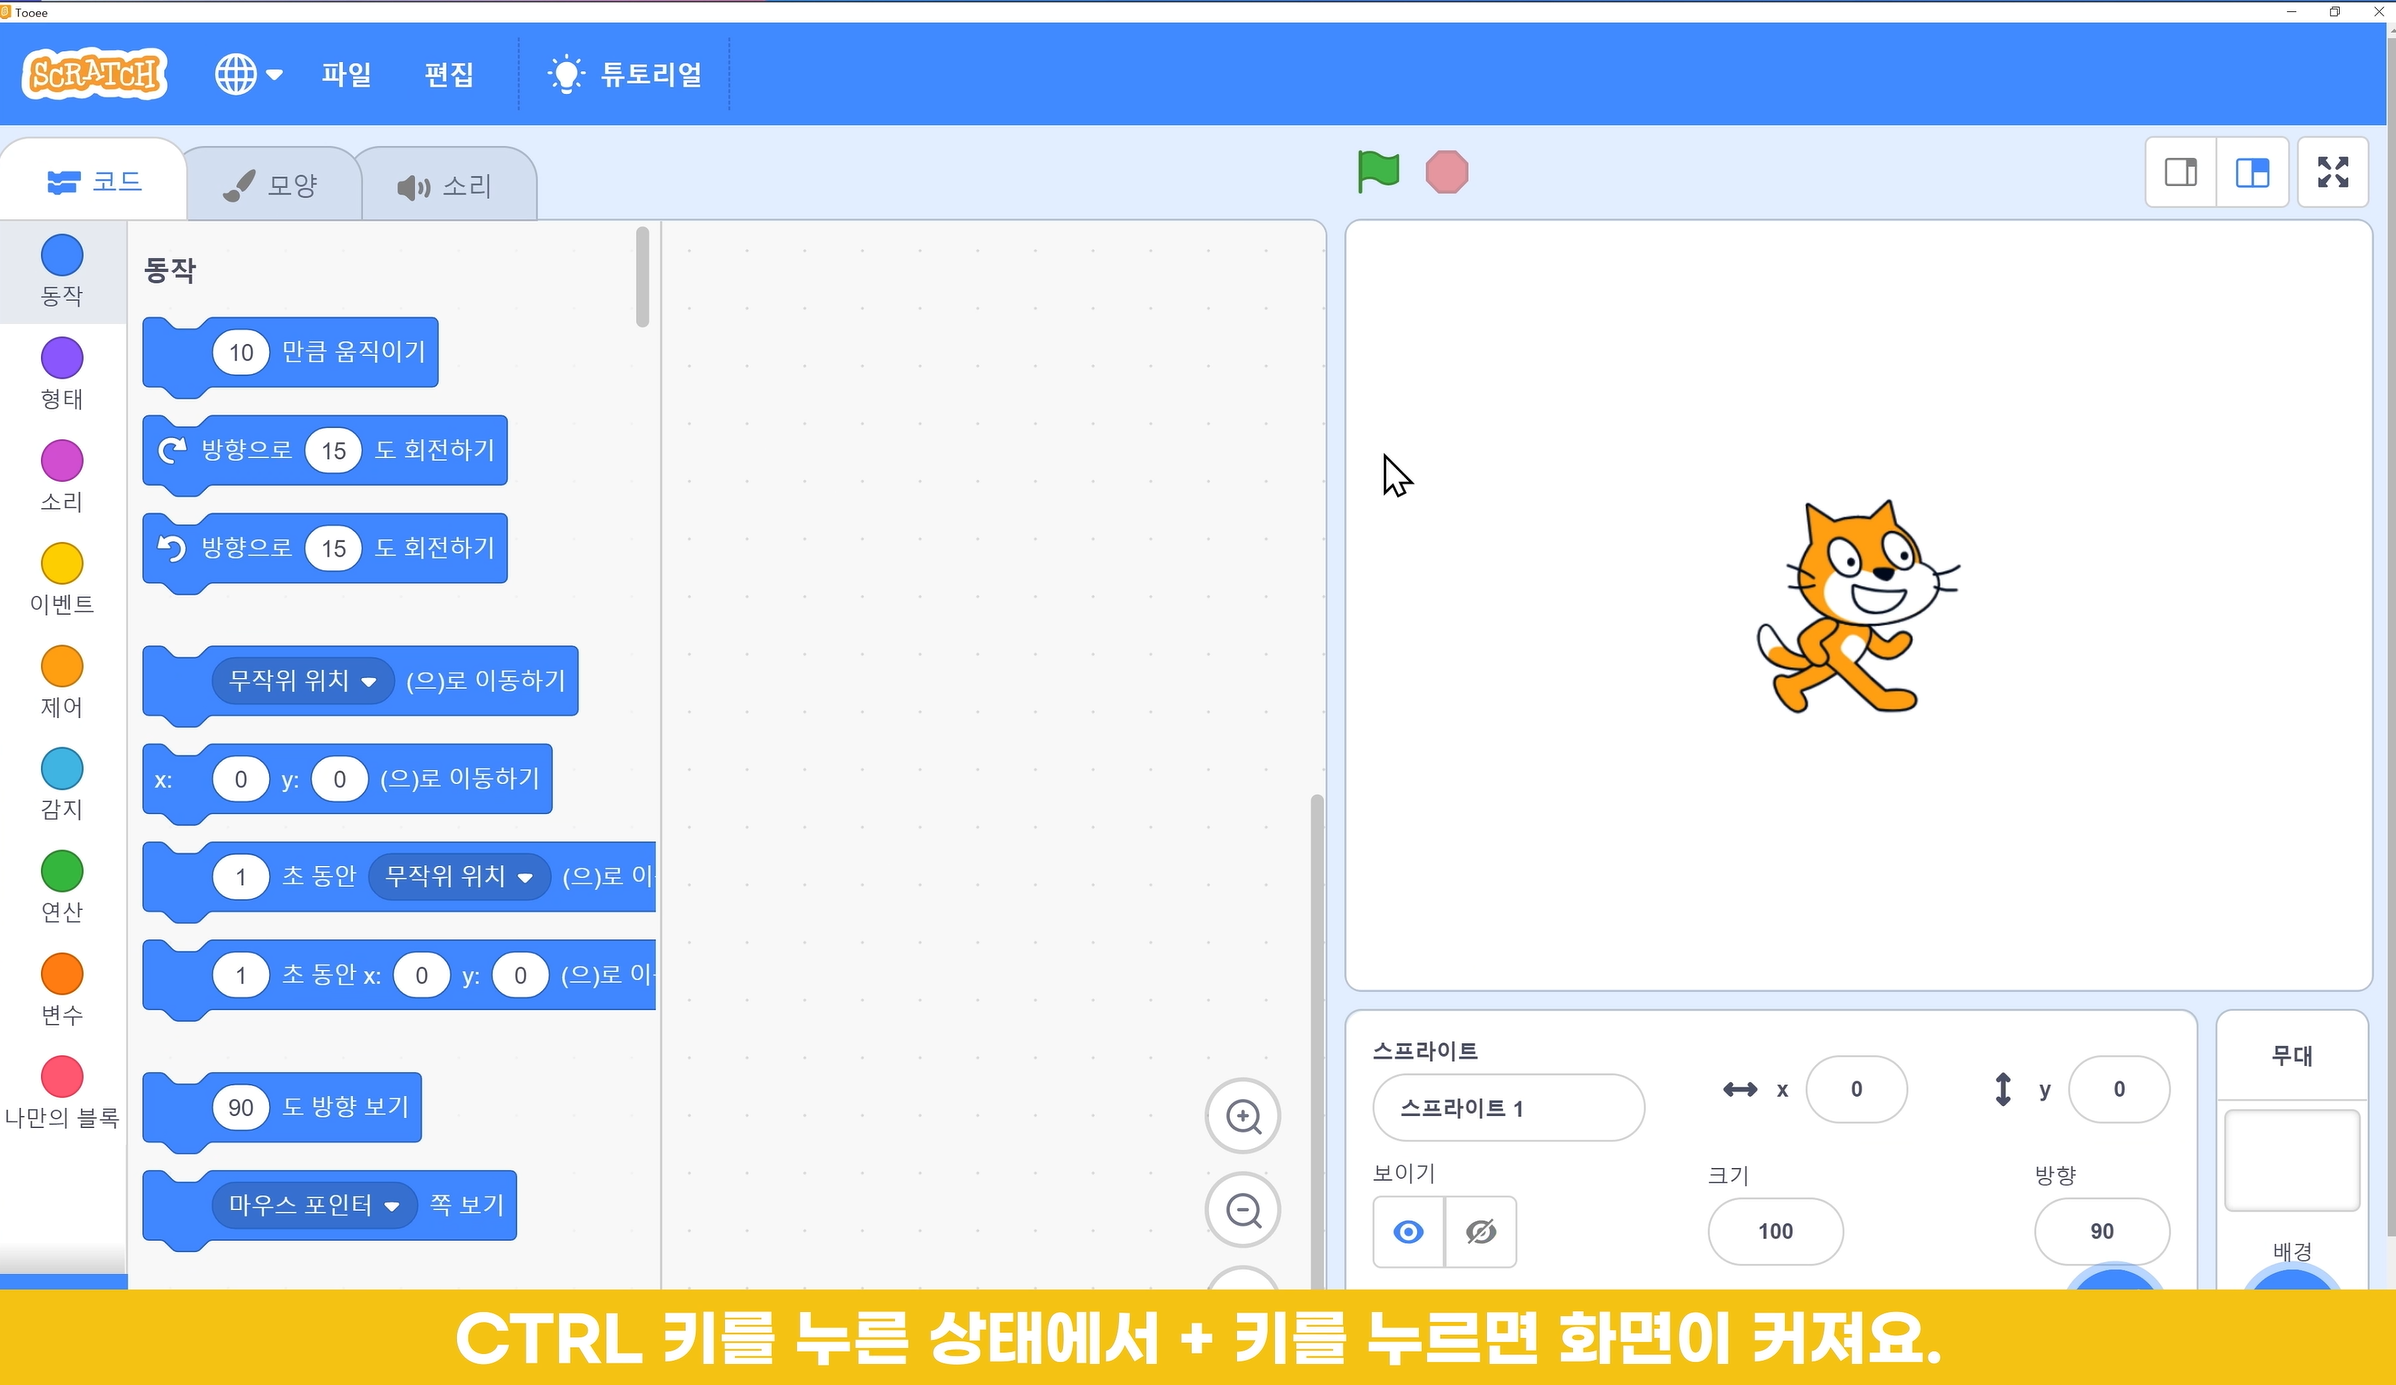 Tooee
SCRATCH
파일
편집
튜토리얼
코드
모양
소리
동작
형태
소리
이벤트
제어
감지
연산
변수
나만의 블록
동작
10 만큼 움직이기
방향으로 15 도 회전하기
방향으로 15 도 회전하기
무작위 위치 (으)로 이동하기
x: 0 y: 0 (으)로 이동하기
1 초 동안 무작위 위치 (으)로 이
1 초 동안 x: 0 y: 0 (으)로 이
90 도 방향 보기
마우스 포인터 쪽 보기
스프라이트
스프라이트 1
x 0
y 0
보이기
크기
100
방향
90
무대
배경
CTRL 키를 누른 상태에서 + 키를 누르면 화면이 커져요.